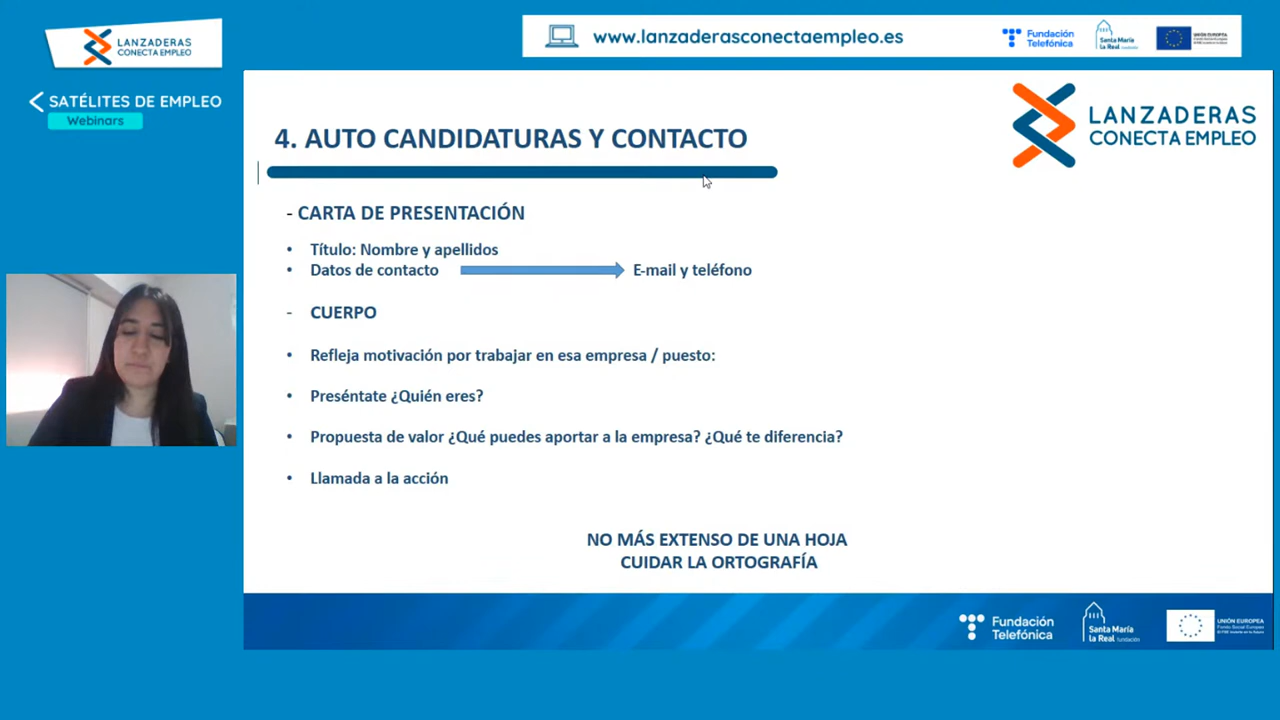 LANZADERAS
CONECTA EMPLEO
SATÉLITES DE EMPLEO
Webinars
www.lanzaderasconectaempleo.es
Fundación
Telefónica
Santa María
la Real
UNIÓN EUROPEA
4. AUTO CANDIDATURAS Y CONTACTO
LANZADERAS
CONECTA EMPLEO
- CARTA DE PRESENTACIÓN
• Título: Nombre y apellidos
• Datos de contacto E-mail y teléfono
- CUERPO
• Refleja motivación por trabajar en esa empresa / puesto:
• Preséntate ¿Quién eres?
• Propuesta de valor ¿Qué puedes aportar a la empresa? ¿Qué te diferencia?
• Llamada a la acción
NO MÁS EXTENSO DE UNA HOJA
CUIDAR LA ORTOGRAFÍA
Fundación
Telefónica
Santa María
la Real fundación
UNIÓN EUROPEA
Fondo Social Europeo